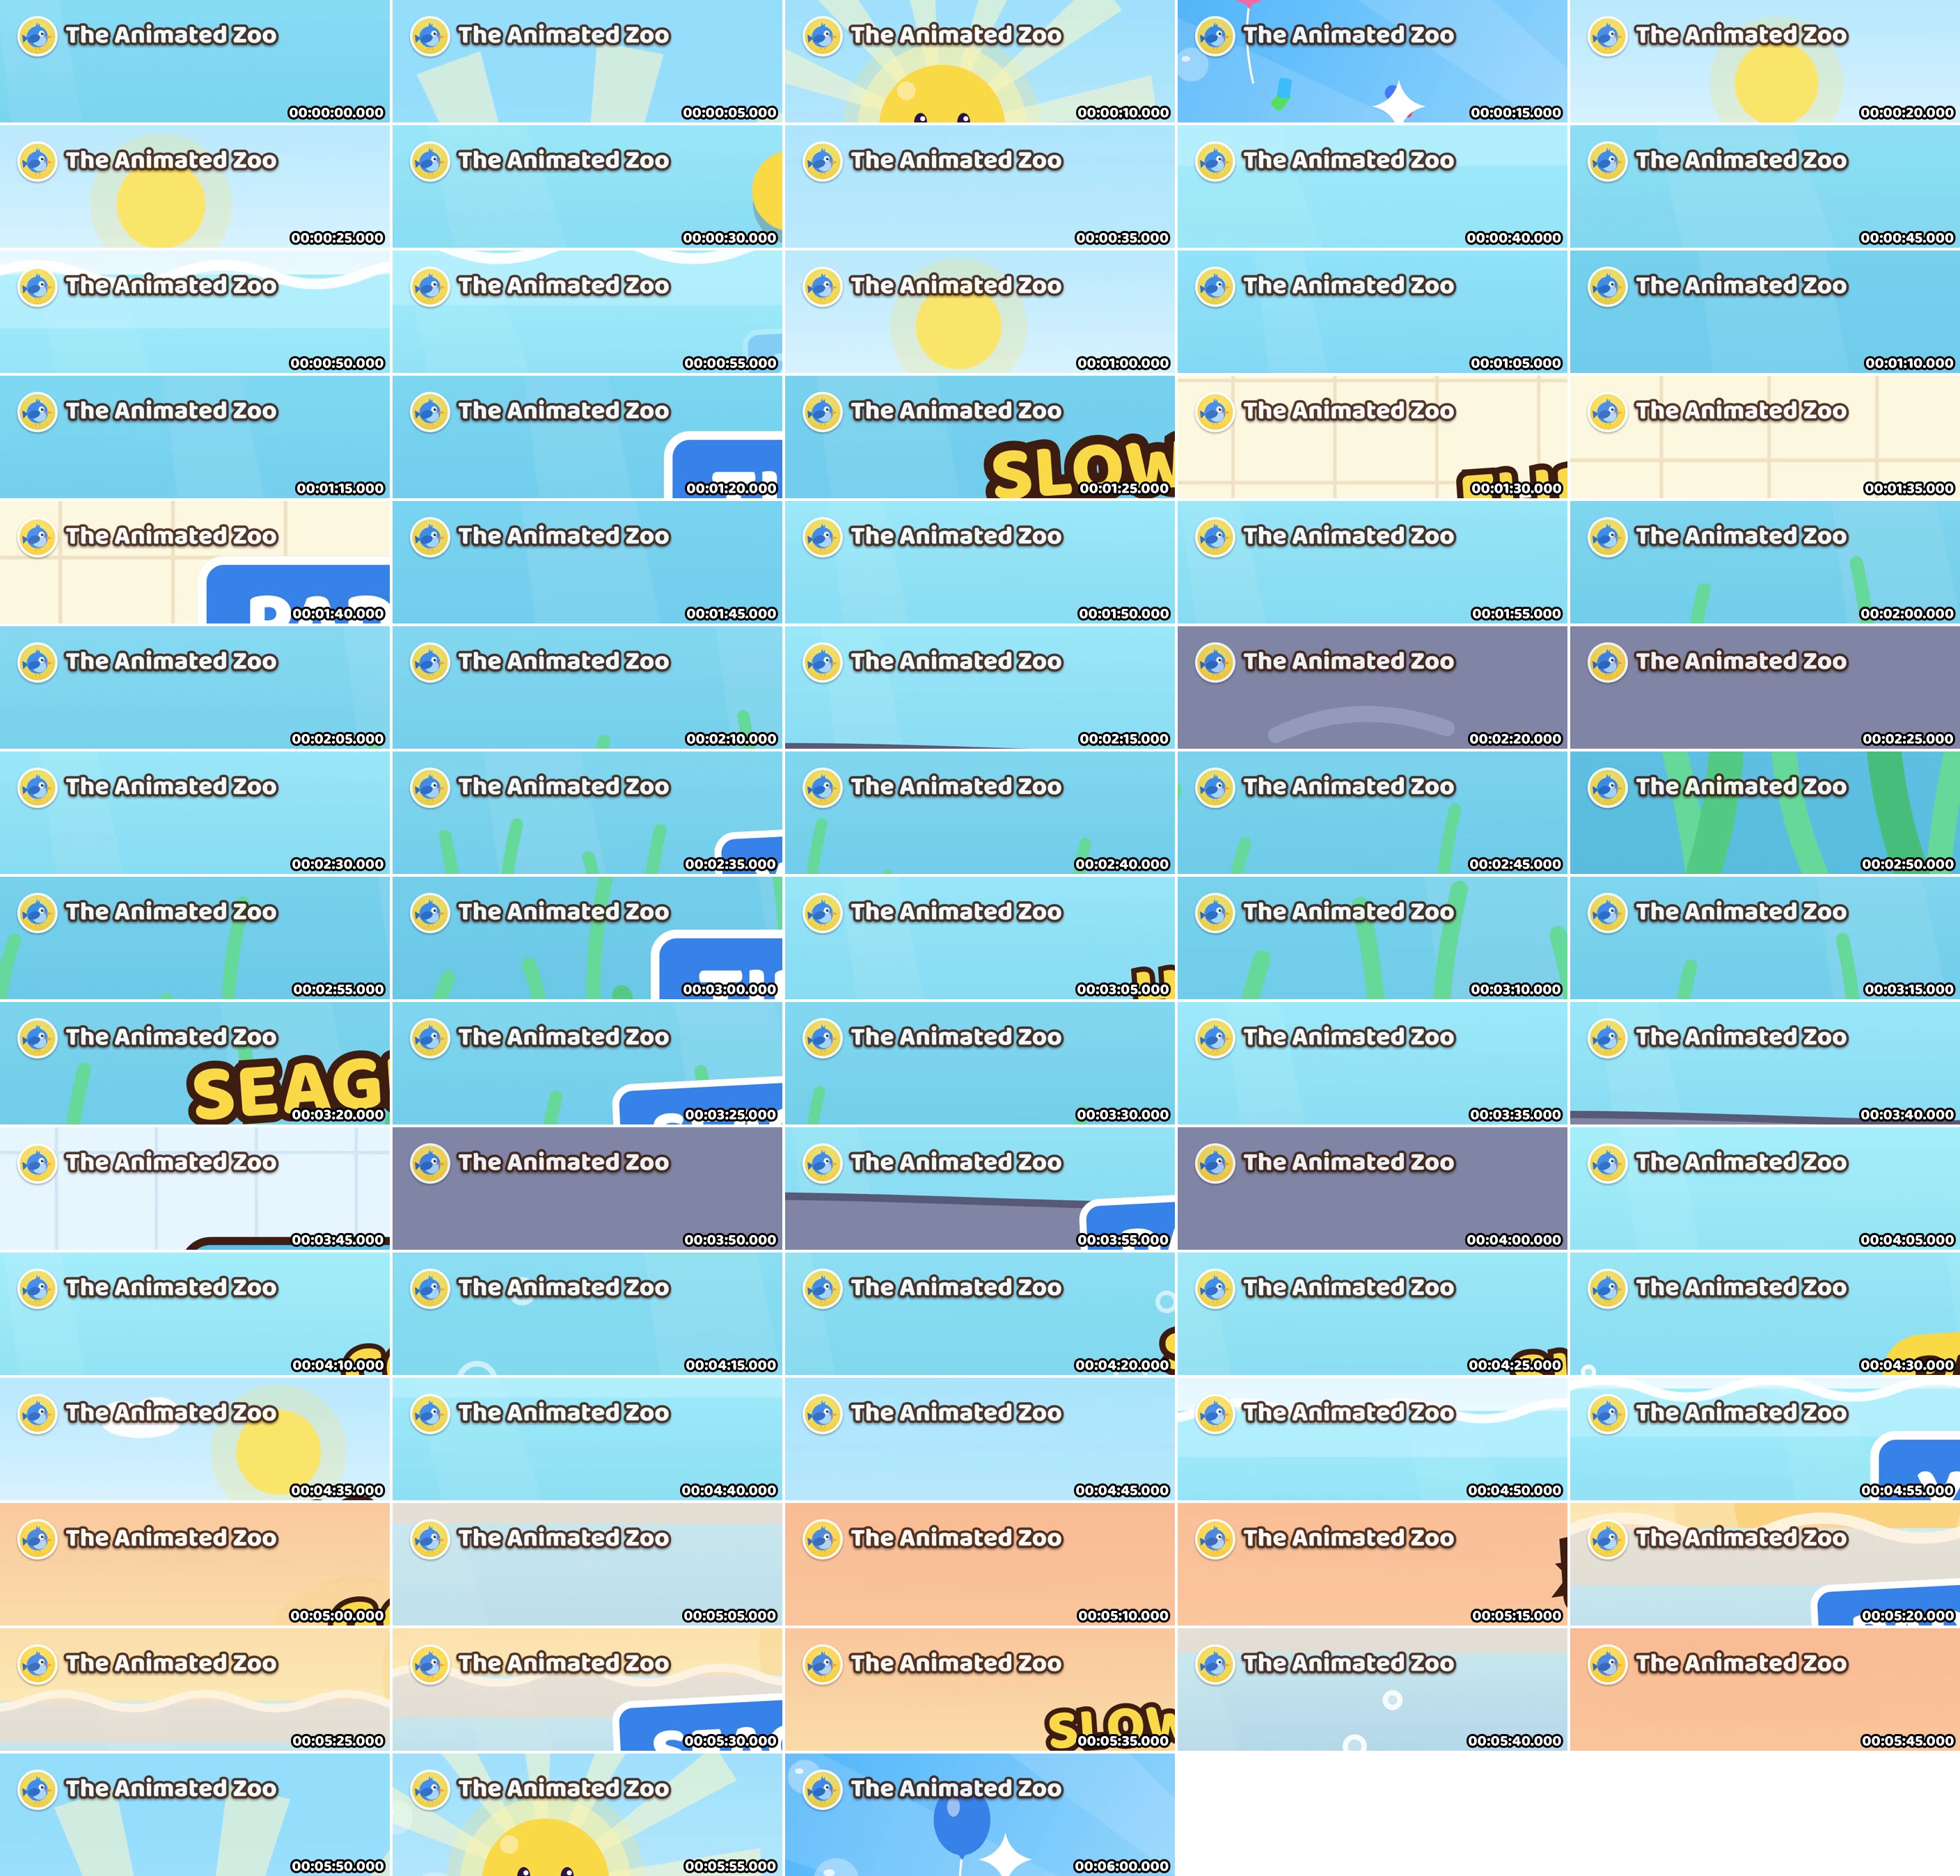 The Animated Zoo
00:00:00.000
The Animated Zoo
00:00:05.000
The Animated Zoo
00:00:10.000
The Animated Zoo
00:00:15.000
The Animated Zoo
00:00:20.000
The Animated Zoo
00:00:25.000
The Animated Zoo
00:00:30.000
The Animated Zoo
00:00:35.000
The Animated Zoo
00:00:40.000
The Animated Zoo
00:00:45.000
The Animated Zoo
00:00:50.000
The Animated Zoo
00:00:55.000
The Animated Zoo
00:01:00.000
The Animated Zoo
00:01:05.000
The Animated Zoo
00:01:10.000
The Animated Zoo
00:01:15.000
The Animated Zoo
00:01:20.000
The Animated Zoo
SLOW
00:01:25.000
The Animated Zoo
00:01:30.000
The Animated Zoo
00:01:35.000
The Animated Zoo
00:01:40.000
The Animated Zoo
00:01:45.000
The Animated Zoo
00:01:50.000
The Animated Zoo
00:01:55.000
The Animated Zoo
00:02:00.000
The Animated Zoo
00:02:05.000
The Animated Zoo
00:02:10.000
The Animated Zoo
00:02:15.000
The Animated Zoo
00:02:20.000
The Animated Zoo
00:02:25.000
The Animated Zoo
00:02:30.000
The Animated Zoo
00:02:35.000
The Animated Zoo
00:02:40.000
The Animated Zoo
00:02:45.000
The Animated Zoo
00:02:50.000
The Animated Zoo
00:02:55.000
The Animated Zoo
00:03:00.000
The Animated Zoo
00:03:05.000
The Animated Zoo
00:03:10.000
The Animated Zoo
00:03:15.000
The Animated Zoo
SEAG
00:03:20.000
The Animated Zoo
00:03:25.000
The Animated Zoo
00:03:30.000
The Animated Zoo
00:03:35.000
The Animated Zoo
00:03:40.000
The Animated Zoo
00:03:45.000
The Animated Zoo
00:03:50.000
The Animated Zoo
00:03:55.000
The Animated Zoo
00:04:00.000
The Animated Zoo
00:04:05.000
The Animated Zoo
00:04:10.000
The Animated Zoo
00:04:15.000
The Animated Zoo
00:04:20.000
The Animated Zoo
00:04:25.000
The Animated Zoo
00:04:30.000
The Animated Zoo
00:04:35.000
The Animated Zoo
00:04:40.000
The Animated Zoo
00:04:45.000
The Animated Zoo
00:04:50.000
The Animated Zoo
00:04:55.000
The Animated Zoo
00:05:00.000
The Animated Zoo
00:05:05.000
The Animated Zoo
00:05:10.000
The Animated Zoo
00:05:15.000
The Animated Zoo
00:05:20.000
The Animated Zoo
00:05:25.000
The Animated Zoo
00:05:30.000
The Animated Zoo
SLOW
00:05:35.000
The Animated Zoo
00:05:40.000
The Animated Zoo
00:05:45.000
The Animated Zoo
00:05:50.000
The Animated Zoo
00:05:55.000
The Animated Zoo
00:06:00.000